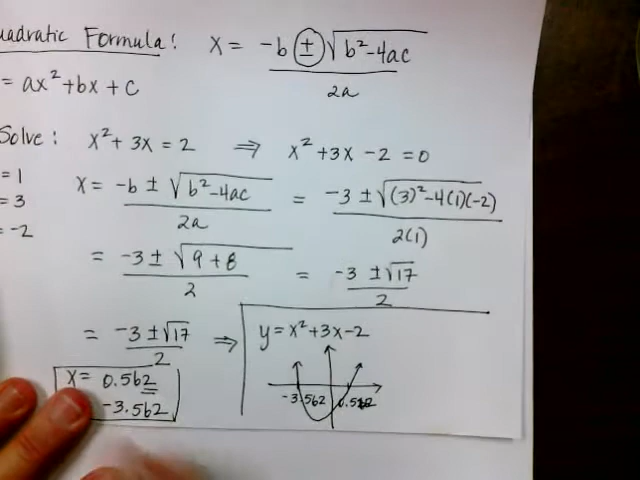 uadratic Formula: x = -b ± √b²-4ac / 2a
= ax² + bx + c
Solve: x² + 3x = 2 ⇒ x² + 3x - 2 = 0
= 1
= 3
= -2
x = -b ± √b²-4ac / 2a = -3 ± √(3)²-4(1)(-2) / 2(1)
= -3 ± √9+8 / 2 = -3 ± √17 / 2
= -3 ± √17 / 2 ⇒ y = x² + 3x - 2
x = 0.562
-3.562
-3.562 0.562